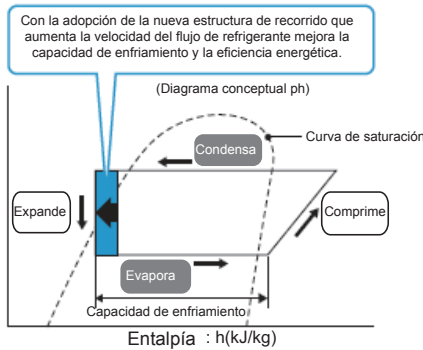 Con la adopción de la nueva estructura de recorrido que
aumenta la velocidad del flujo de refrigerante mejora la
capacidad de enfriamiento y la eficiencia energética.
(Diagrama conceptual ph)
Curva de saturación
Condensa
Expande
Comprime
Evapora
Capacidad de enfriamiento
Entalpía : h(kJ/kg)